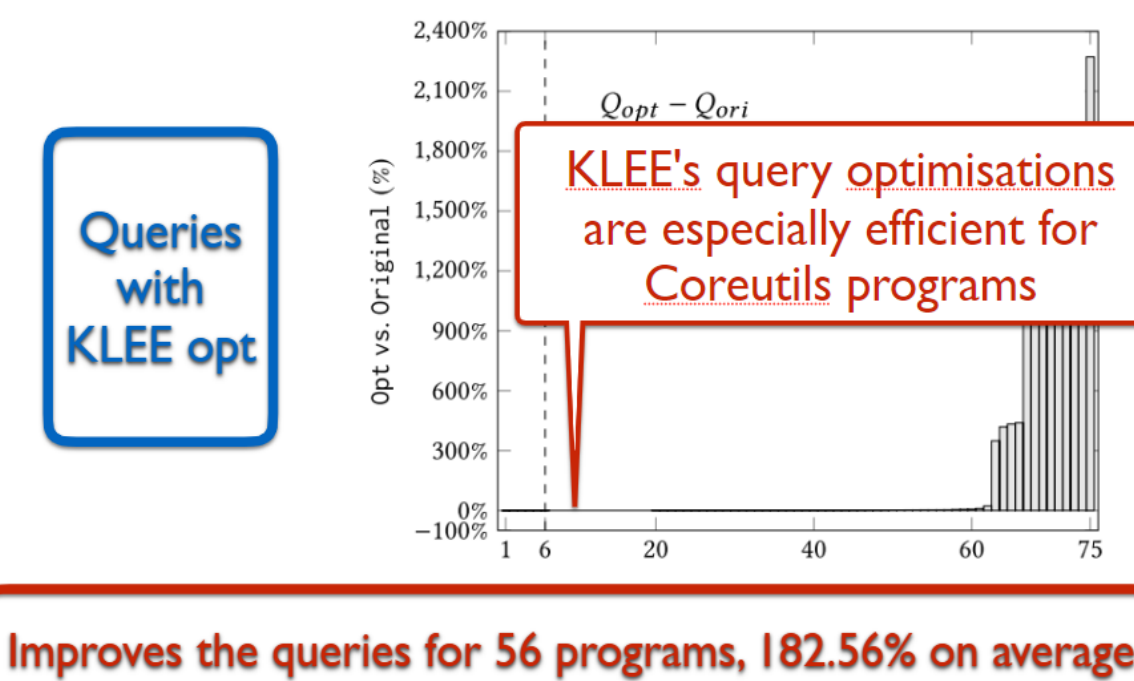 2,400%
2,100%
1,800%
1,500%
1,200%
900%
600%
300%
0%
−100%
Opt vs. Original (%)
Qopt − Qori
1 6 20 40 60 75
Queries
with
KLEE opt
KLEE's query optimisations
are especially efficient for
Coreutils programs
Improves the queries for 56 programs, 182.56% on average